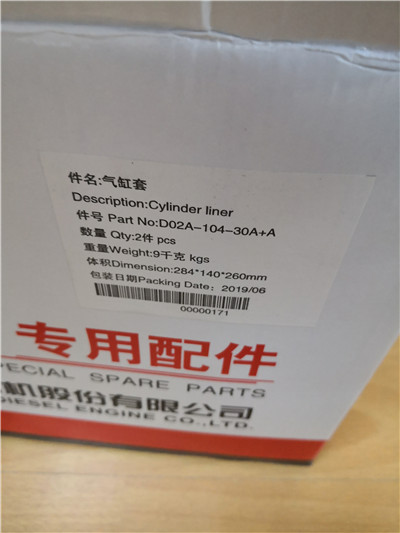 件名:气缸套
Description:Cylinder liner
件号 Part No:D02A-104-30A+A
数量 Qty:2件 pcs
重量Weight:9千克 kgs
体积Dimension:284*140*260mm
包装日期Packing Date: 2019/06
00000171
专用配件
SPECIAL SPARE PARTS
机股份有限公司
DIESEL ENGINE CO.,LTD.